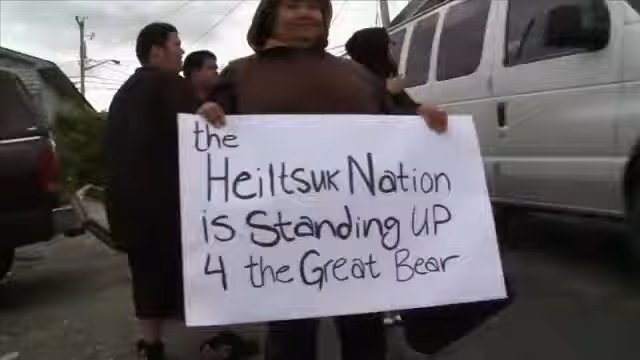 the
Heiltsuk Nation
is Standing UP
4 the Great Bear